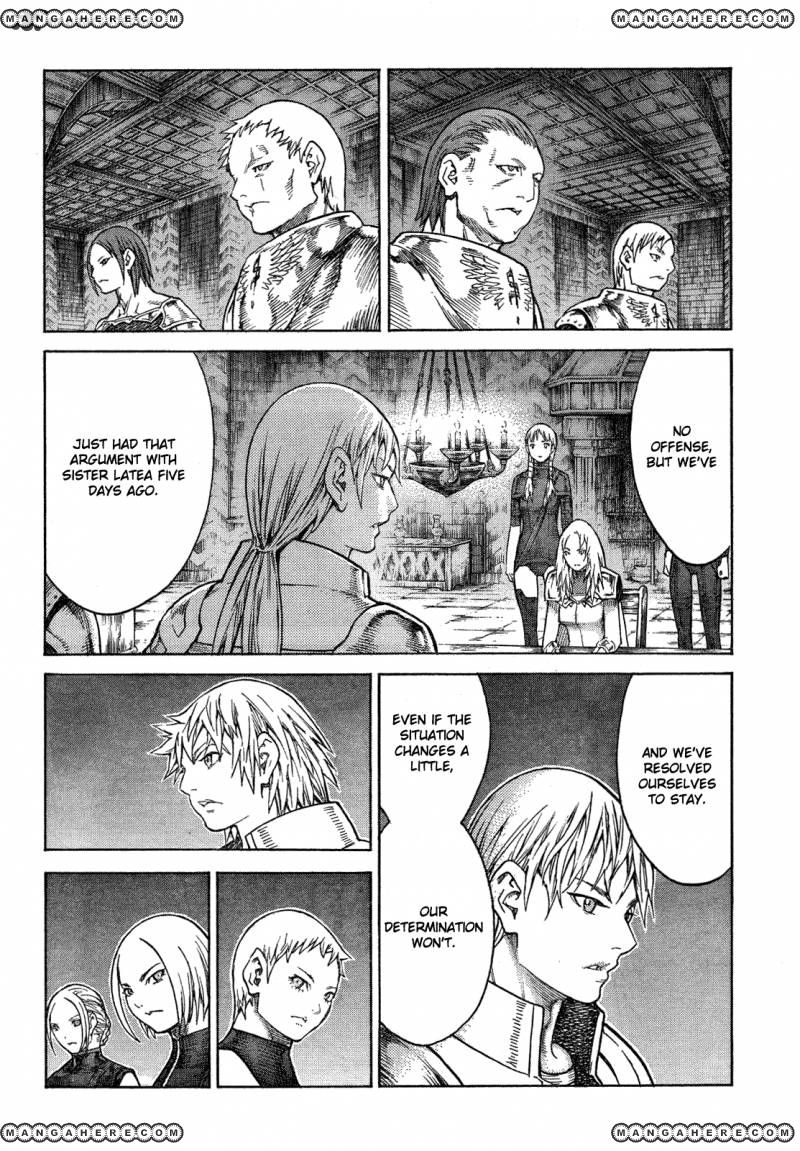 MANGAHERE.COM
MANGAHERE.COM
NO
OFFENSE,
BUT WE'VE
JUST HAD THAT
ARGUMENT WITH
SISTER LATEA FIVE
DAYS AGO.
AND WE'VE
RESOLVED
OURSELVES
TO STAY.
EVEN IF THE
SITUATION
CHANGES A
LITTLE,
OUR
DETERMINATION
WON'T.
MANGAHERE.COM
MANGAHERE.COM